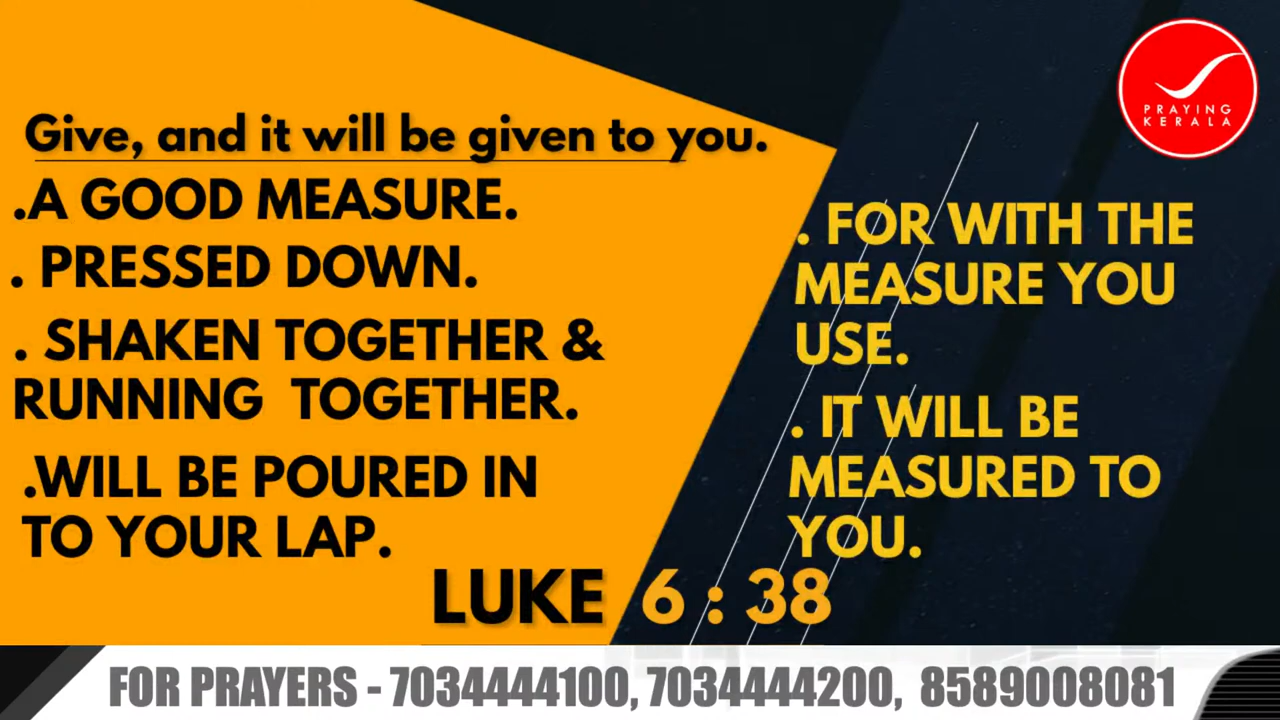 Give, and it will be given to you.
.A GOOD MEASURE.
. PRESSED DOWN.
. SHAKEN TOGETHER &
RUNNING TOGETHER.
.WILL BE POURED IN
TO YOUR LAP.
PRAYING
KERALA
. FOR WITH THE
MEASURE YOU
USE.
. IT WILL BE
MEASURED TO
YOU.
LUKE 6 : 38
FOR PRAYERS - 7034444100, 7034444200, 8589008081